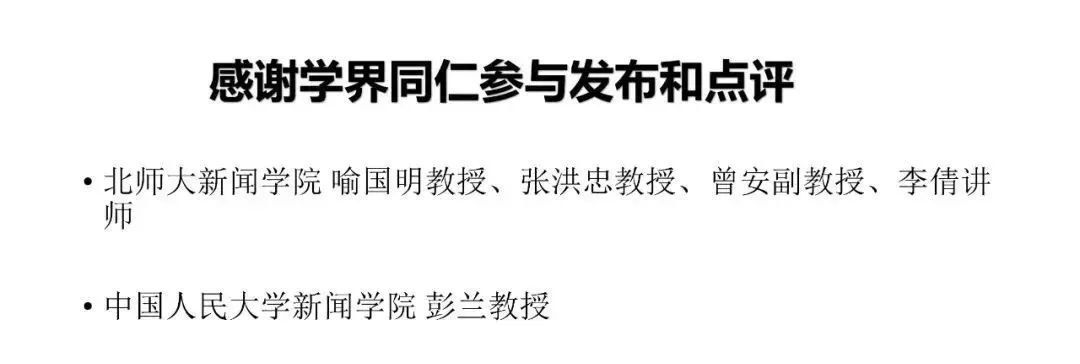 感谢学界同仁参与发布和点评
• 北师大新闻学院 喻国明教授、张洪忠教授、曾安副教授、李倩讲
师
• 中国人民大学新闻学院 彭兰教授